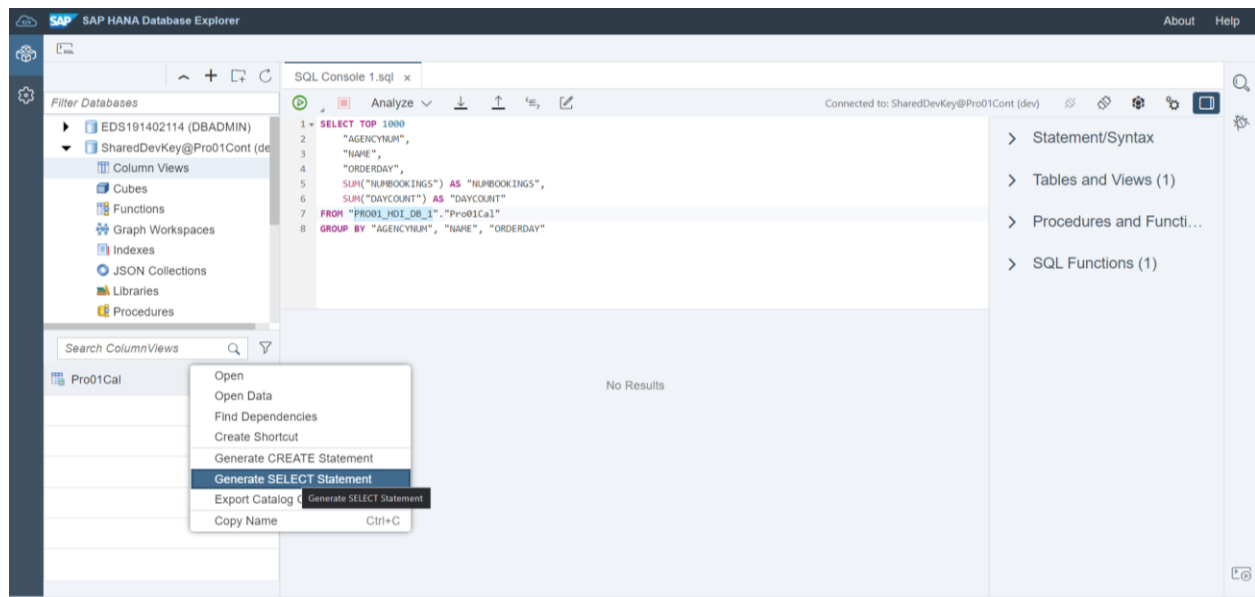 SAP SAP HANA Database Explorer
About Help
SQL Console 1.sql ×
Filter Databases
Analyze
Connected to: SharedDevKey@Pro01Cont (dev)
EDS191402114 (DBADMIN)
SharedDevKey@Pro01Cont (de
Column Views
Cubes
Functions
Graph Workspaces
Indexes
JSON Collections
Libraries
Procedures
1 SELECT TOP 1000
2 "AGENCYNUM",
3 "NAME",
4 "ORDERDAY",
5 SUM("NUMBOOKINGS") AS "NUMBOOKINGS",
6 SUM("DAYCOUNT") AS "DAYCOUNT"
7 FROM "PRO01_HDI_DB_1"."Pro01Cal"
8 GROUP BY "AGENCYNUM", "NAME", "ORDERDAY"
Statement/Syntax
Tables and Views (1)
Procedures and Functi...
SQL Functions (1)
Search ColumnViews
Pro01Cal
Open
Open Data
Find Dependencies
Create Shortcut
Generate CREATE Statement
Generate SELECT Statement
Export Catalog
Generate SELECT Statement
Copy Name Ctrl+C
No Results